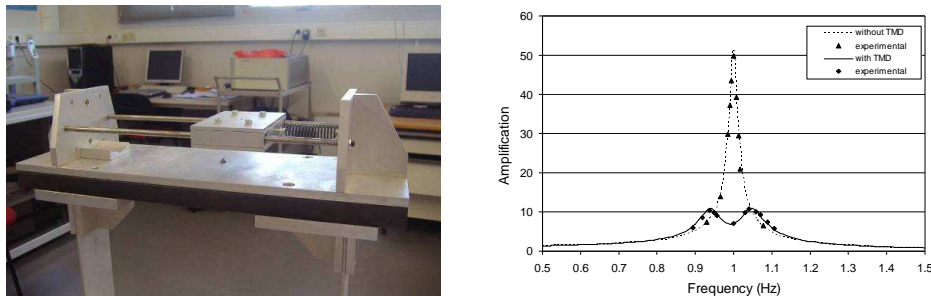 60
50
40
30
20
10
0
Amplification
without TMD
experimental
with TMD
experimental
0.5 0.6 0.7 0.8 0.9 1 1.1 1.2 1.3 1.4 1.5
Frequency (Hz)